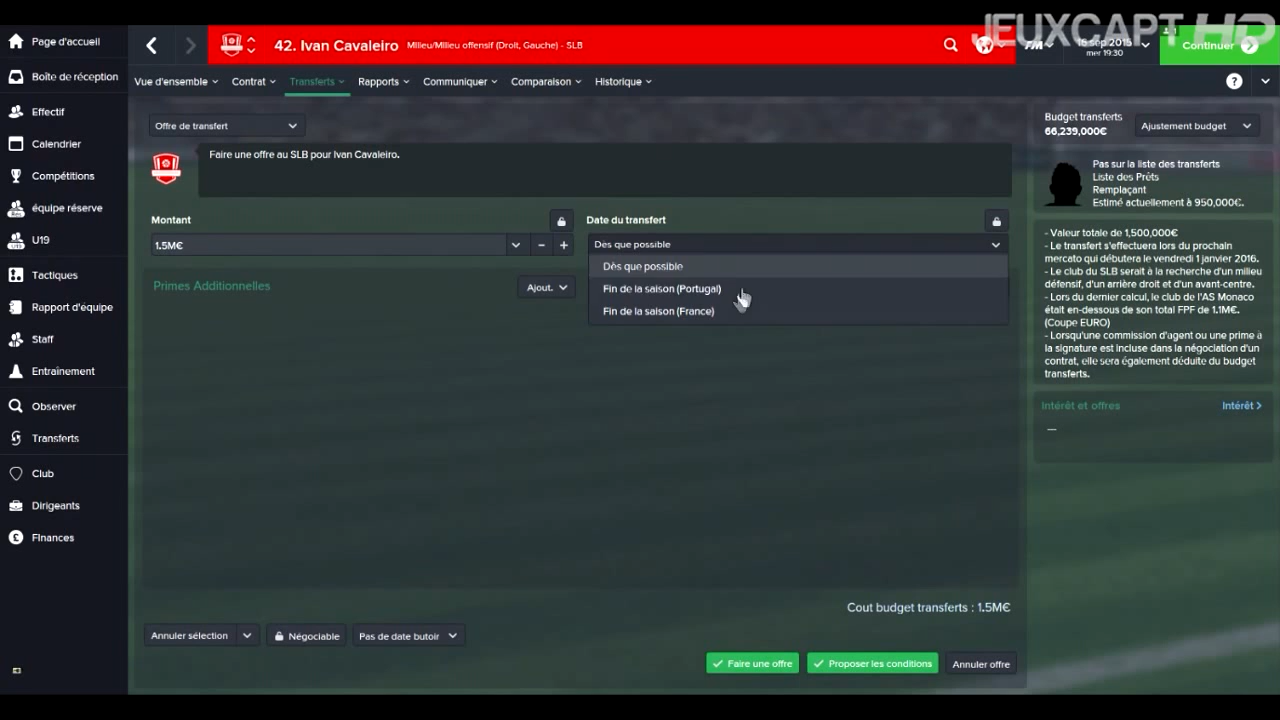 JEUXCAPT HD
Page d'accueil
42. Ivan Cavaleiro
Milieu/Milieu offensif (Droit, Gauche) - SLB
FM
16 sep 2015
mer 19:30
Continuer
Boîte de réception
Vue d'ensemble
Contrat
Transferts
Rapports
Communiquer
Comparaison
Historique
?
Effectif
Calendrier
Compétitions
équipe réserve
U19
Tactiques
Rapport d'équipe
Staff
Entraînement
Observer
Transferts
Club
Dirigeants
Finances
Offre de transfert
Faire une offre au SLB pour Ivan Cavaleiro.
Montant
1.5M€
Date du transfert
Dès que possible
Dès que possible
Fin de la saison (Portugal)
Fin de la saison (France)
Primes Additionnelles
Ajout.
Cout budget transferts : 1.5M€
Annuler sélection
Négociable
Pas de date butoir
Faire une offre
Proposer les conditions
Annuler offre
Budget transferts
66,239,000€
Ajustement budget
Pas sur la liste des transferts
Liste des Prêts
Remplaçant
Estimé actuellement à 950,000€.
- Valeur totale de 1,500,000€
- Le transfert s'effectuera lors du prochain
mercato qui débutera le vendredi 1 janvier 2016.
- Le club du SLB serait à la recherche d'un milieu
défensif, d'un arrière droit et d'un avant-centre.
- Lors du dernier calcul, le club de l'AS Monaco
était en-dessous de son total FPF de 1.1M€.
(Coupe EURO)
- Lorsqu'une commission d'agent ou une prime à
la signature est incluse dans la négociation d'un
contrat, elle sera également déduite du budget
transferts.
Intérêt et offres
Intérêt >
—